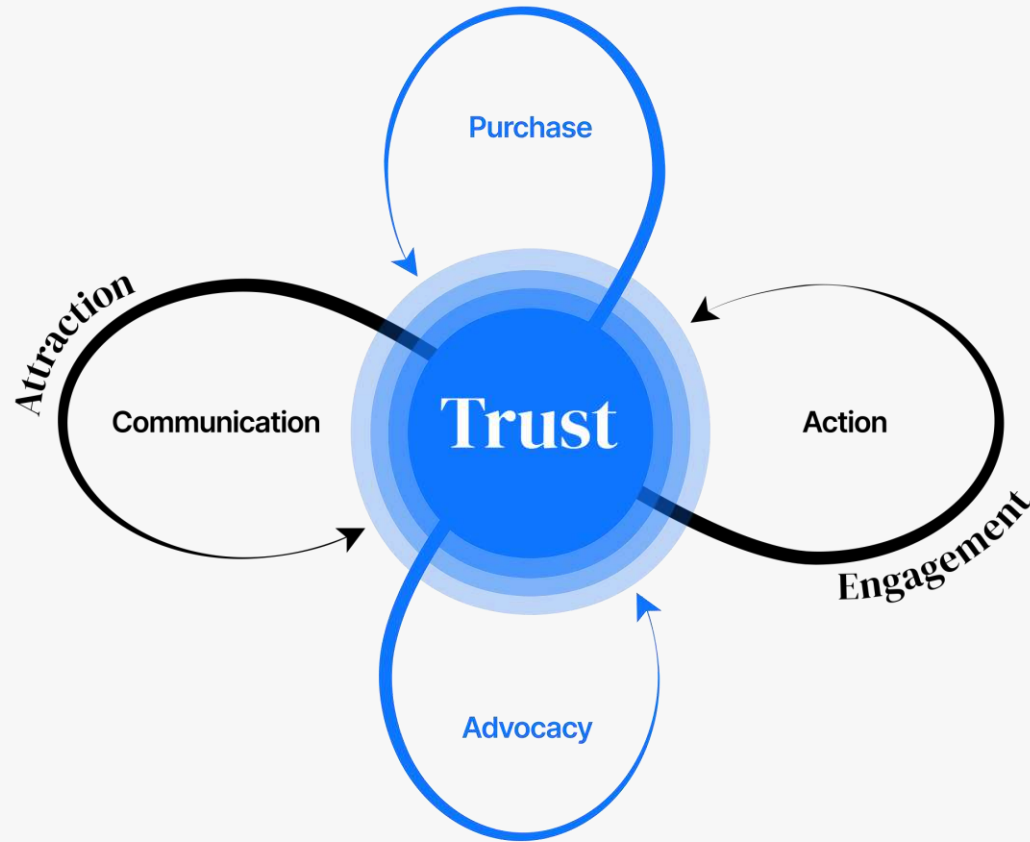 Purchase
Attraction
Communication
Trust
Action
Engagement
Advocacy